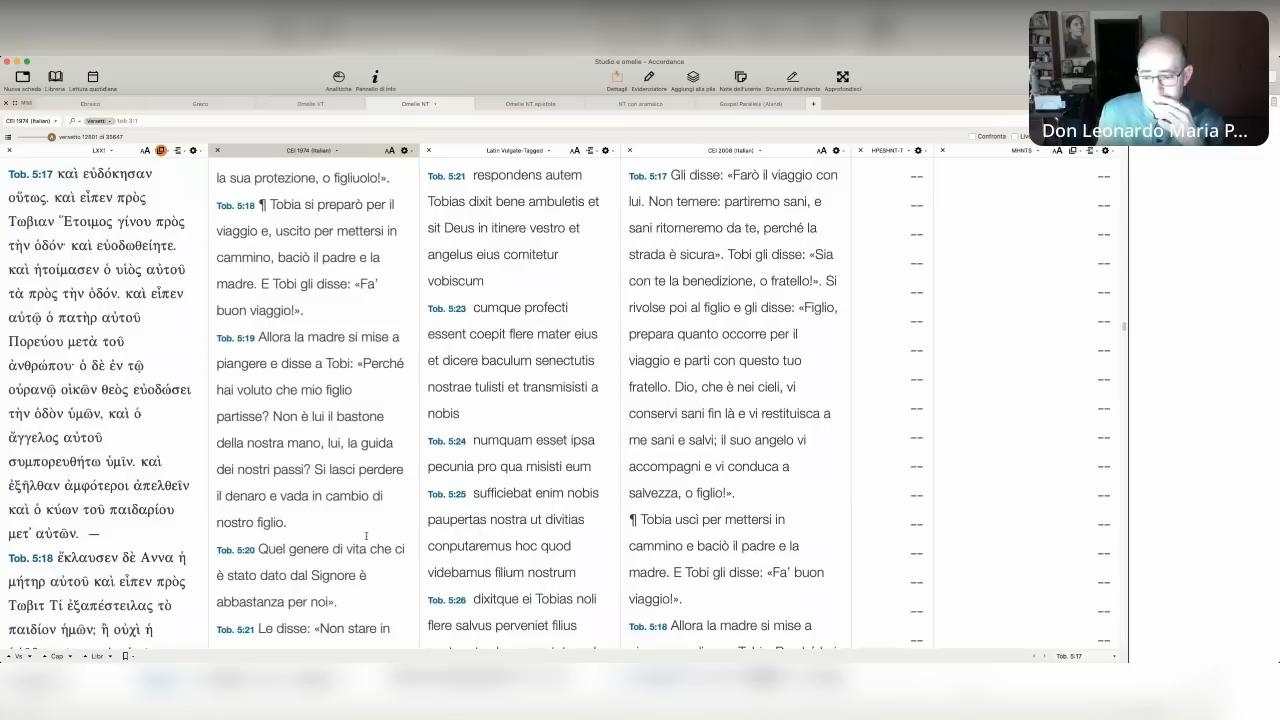 Studio e omelie - Accordance
Nuova scheda
Libreria
Lettura quotidiana
Analitiche
Pannello di info
Dettagli
Evidenziatore
Aggiungi alla pila
Note dell'utente
Strumenti dell'utente
Approfondisci
Ebraico
Greco
Omelie VT
Omelie NT
Omelie NT epistole
NT con aramaico
Gospel Parallels (Aland)
CEI 1974 (Italian)
versetti
tob 3:1
versetto 12801 di 35647
Confronta
LXX1
CEI 1974 (Italian)
Latin Vulgate-Tagged
CEI 2008 (Italian)
HPESHNT-T
MHNTS
Tob. 5:17 καὶ εὐδόκησαν
οὕτως. καὶ εἶπεν πρὸς
Τωβιαν Ἕτοιμος γίνου πρὸς
τὴν ὁδόν· καὶ εὐοδωθείητε.
καὶ ἡτοίμασεν ὁ υἱὸς αὐτοῦ
τὰ πρὸς τὴν ὁδόν. καὶ εἶπεν
αὐτῷ ὁ πατὴρ αὐτοῦ
Πορεύου μετὰ τοῦ
ἀνθρώπου· ὁ δὲ ἐν τῷ
οὐρανῷ οἰκῶν θεὸς εὐοδώσει
τὴν ὁδὸν ὑμῶν, καὶ ὁ
ἄγγελος αὐτοῦ
συμπορευθήτω ὑμῖν. καὶ
ἐξῆλθαν ἀμφότεροι ἀπελθεῖν
καὶ ὁ κύων τοῦ παιδαρίου
μετ' αὐτῶν. —
Tob. 5:18 ἔκλαυσεν δὲ Αννα ἡ
μήτηρ αὐτοῦ καὶ εἶπεν πρὸς
Τωβιτ Τί ἐξαπέστειλας τὸ
παιδίον ἡμῶν; ἢ οὐχὶ ἡ
la sua protezione, o figliuolo!».
Tob. 5:18 ¶ Tobia si preparò per il
viaggio e, uscito per mettersi in
cammino, baciò il padre e la
madre. E Tobi gli disse: «Fa'
buon viaggio!».
Tob. 5:19 Allora la madre si mise a
piangere e disse a Tobi: «Perché
hai voluto che mio figlio
partisse? Non è lui il bastone
della nostra mano, lui, la guida
dei nostri passi? Si lasci perdere
il denaro e vada in cambio di
nostro figlio.
Tob. 5:20 Quel genere di vita che ci
è stato dato dal Signore è
abbastanza per noi».
Tob. 5:21 Le disse: «Non stare in
Tob. 5:21 respondens autem
Tobias dixit bene ambuletis et
sit Deus in itinere vestro et
angelus eius comitetur
vobiscum
Tob. 5:23 cumque profecti
essent coepit flere mater eius
et dicere baculum senectutis
nostrae tulisti et transmisisti a
nobis
Tob. 5:24 numquam esset ipsa
pecunia pro qua misisti eum
Tob. 5:25 sufficiebat enim nobis
paupertas nostra ut divitias
conputaremus hoc quod
videbamus filium nostrum
Tob. 5:26 dixitque ei Tobias noli
flere salvus perveniet filius
Tob. 5:17 Gli disse: «Farò il viaggio con
lui. Non temere: partiremo sani, e
sani ritorneremo da te, perché la
strada è sicura». Tobi gli disse: «Sia
con te la benedizione, o fratello!». Si
rivolse poi al figlio e gli disse: «Figlio,
prepara quanto occorre per il
viaggio e parti con questo tuo
fratello. Dio, che è nei cieli, vi
conservi sani fin là e vi restituisca a
me sani e salvi; il suo angelo vi
accompagni e vi conduca a
salvezza, o figlio!».
¶ Tobia uscì per mettersi in
cammino e baciò il padre e la
madre. E Tobi gli disse: «Fa' buon
viaggio!».
Tob. 5:18 Allora la madre si mise a
Vs
Cap
Libr
Tob. 5:17
Don Leonardo Maria P...